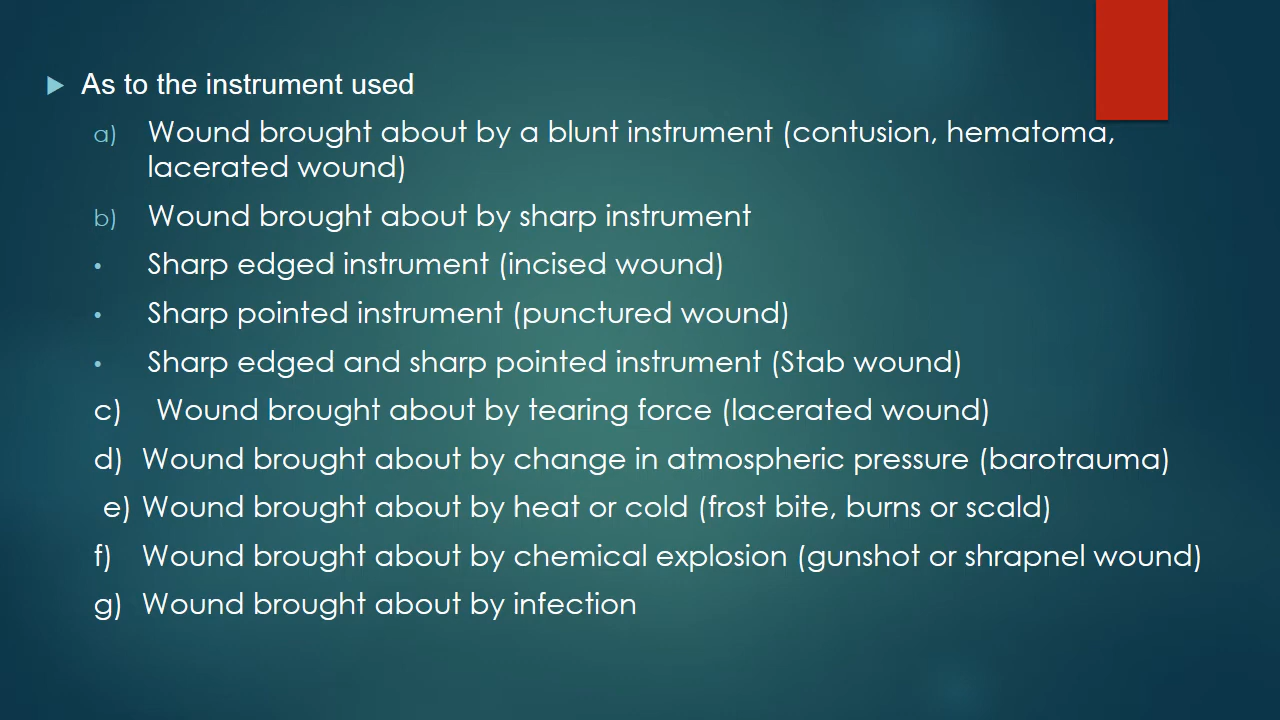 As to the instrument used
a) Wound brought about by a blunt instrument (contusion, hematoma,
lacerated wound)
b) Wound brought about by sharp instrument
• Sharp edged instrument (incised wound)
• Sharp pointed instrument (punctured wound)
• Sharp edged and sharp pointed instrument (Stab wound)
c) Wound brought about by tearing force (lacerated wound)
d) Wound brought about by change in atmospheric pressure (barotrauma)
e) Wound brought about by heat or cold (frost bite, burns or scald)
f) Wound brought about by chemical explosion (gunshot or shrapnel wound)
g) Wound brought about by infection